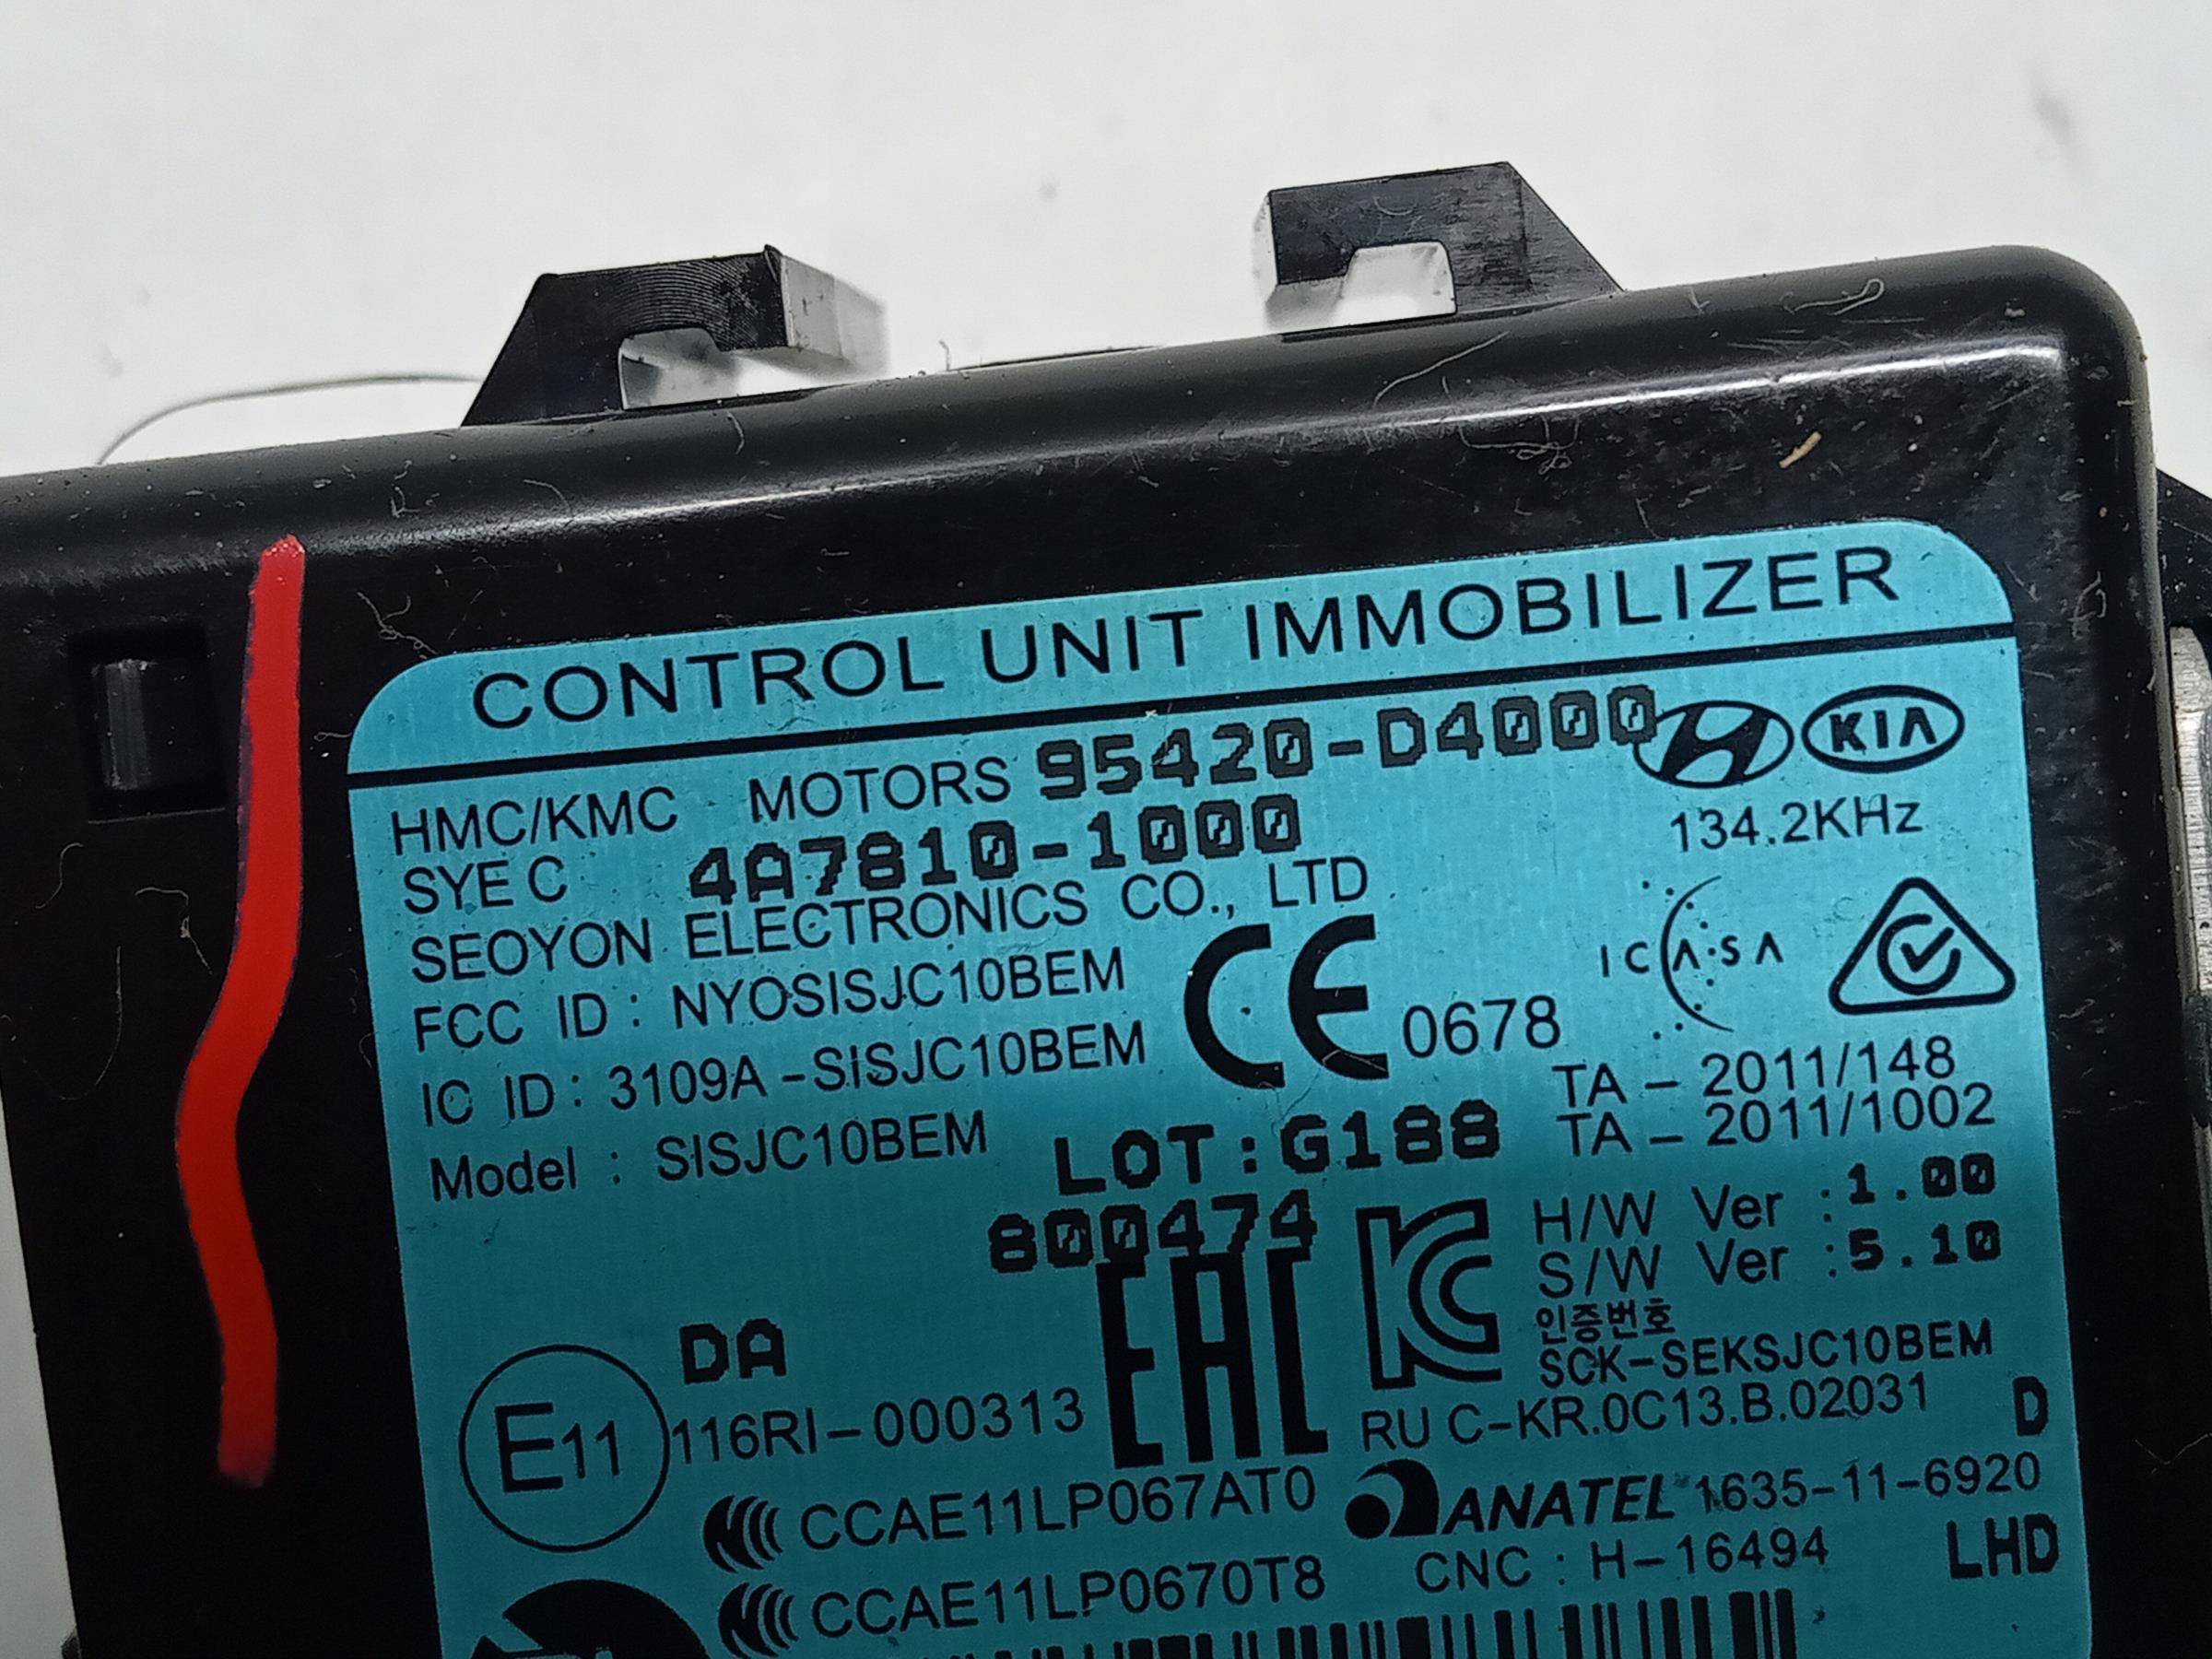 CONTROL UNIT IMMOBILIZER
HMC/KMC MOTORS 95420-D4000 KIA
SYEC 4A7810-1000 134.2KHz
SEOYON ELECTRONICS CO., LTD
FCC ID : NYOSISJC10BEM CE 0678 ICASA
IC ID : 3109A-SISJC10BEM TA-2011/148
Model : SISJC10BEM LOT:G188 TA-2011/1002
800474 H/W Ver :1.00
S/W Ver :5.10
인증번호
DA EAC SCK-SEKSJC10BEM
E11 116RI-000313 RU C-KR.0C13.B.02031 D
CCAE11LP067AT0 ANATEL 1635-11-6920
CCAE11LP0670T8 CNC : H-16494 LHD